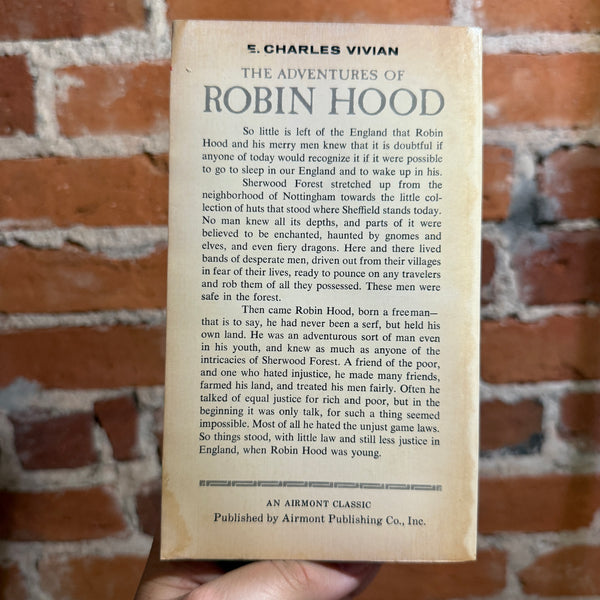 E. CHARLES VIVIAN
THE ADVENTURES OF
ROBIN HOOD
So little is left of the England that Robin
Hood and his merry men knew that it is doubtful if
anyone of today would recognize it if it were possible
to go to sleep in our England and to wake up in his.
Sherwood Forest stretched up from the
neighborhood of Nottingham towards the little col-
lection of huts that stood where Sheffield stands today.
No man knew all its depths, and parts of it were
believed to be enchanted, haunted by gnomes and
elves, and even fiery dragons. Here and there lived
bands of desperate men, driven out from their villages
in fear of their lives, ready to pounce on any travelers
and rob them of all they possessed. These men were
safe in the forest.
Then came Robin Hood, born a freeman—
that is to say, he had never been a serf, but held his
own land. He was an adventurous sort of man even
in his youth, and knew as much as anyone of the
intricacies of Sherwood Forest. A friend of the poor,
and one who hated injustice, he made many friends,
farmed his land, and treated his men fairly. Often he
talked of equal justice for rich and poor, but in the
beginning it was only talk, for such a thing seemed
impossible. Most of all he hated the unjust game laws.
So things stood, with little law and still less justice in
England, when Robin Hood was young.
AN AIRMONT CLASSIC
Published by Airmont Publishing Co., Inc.